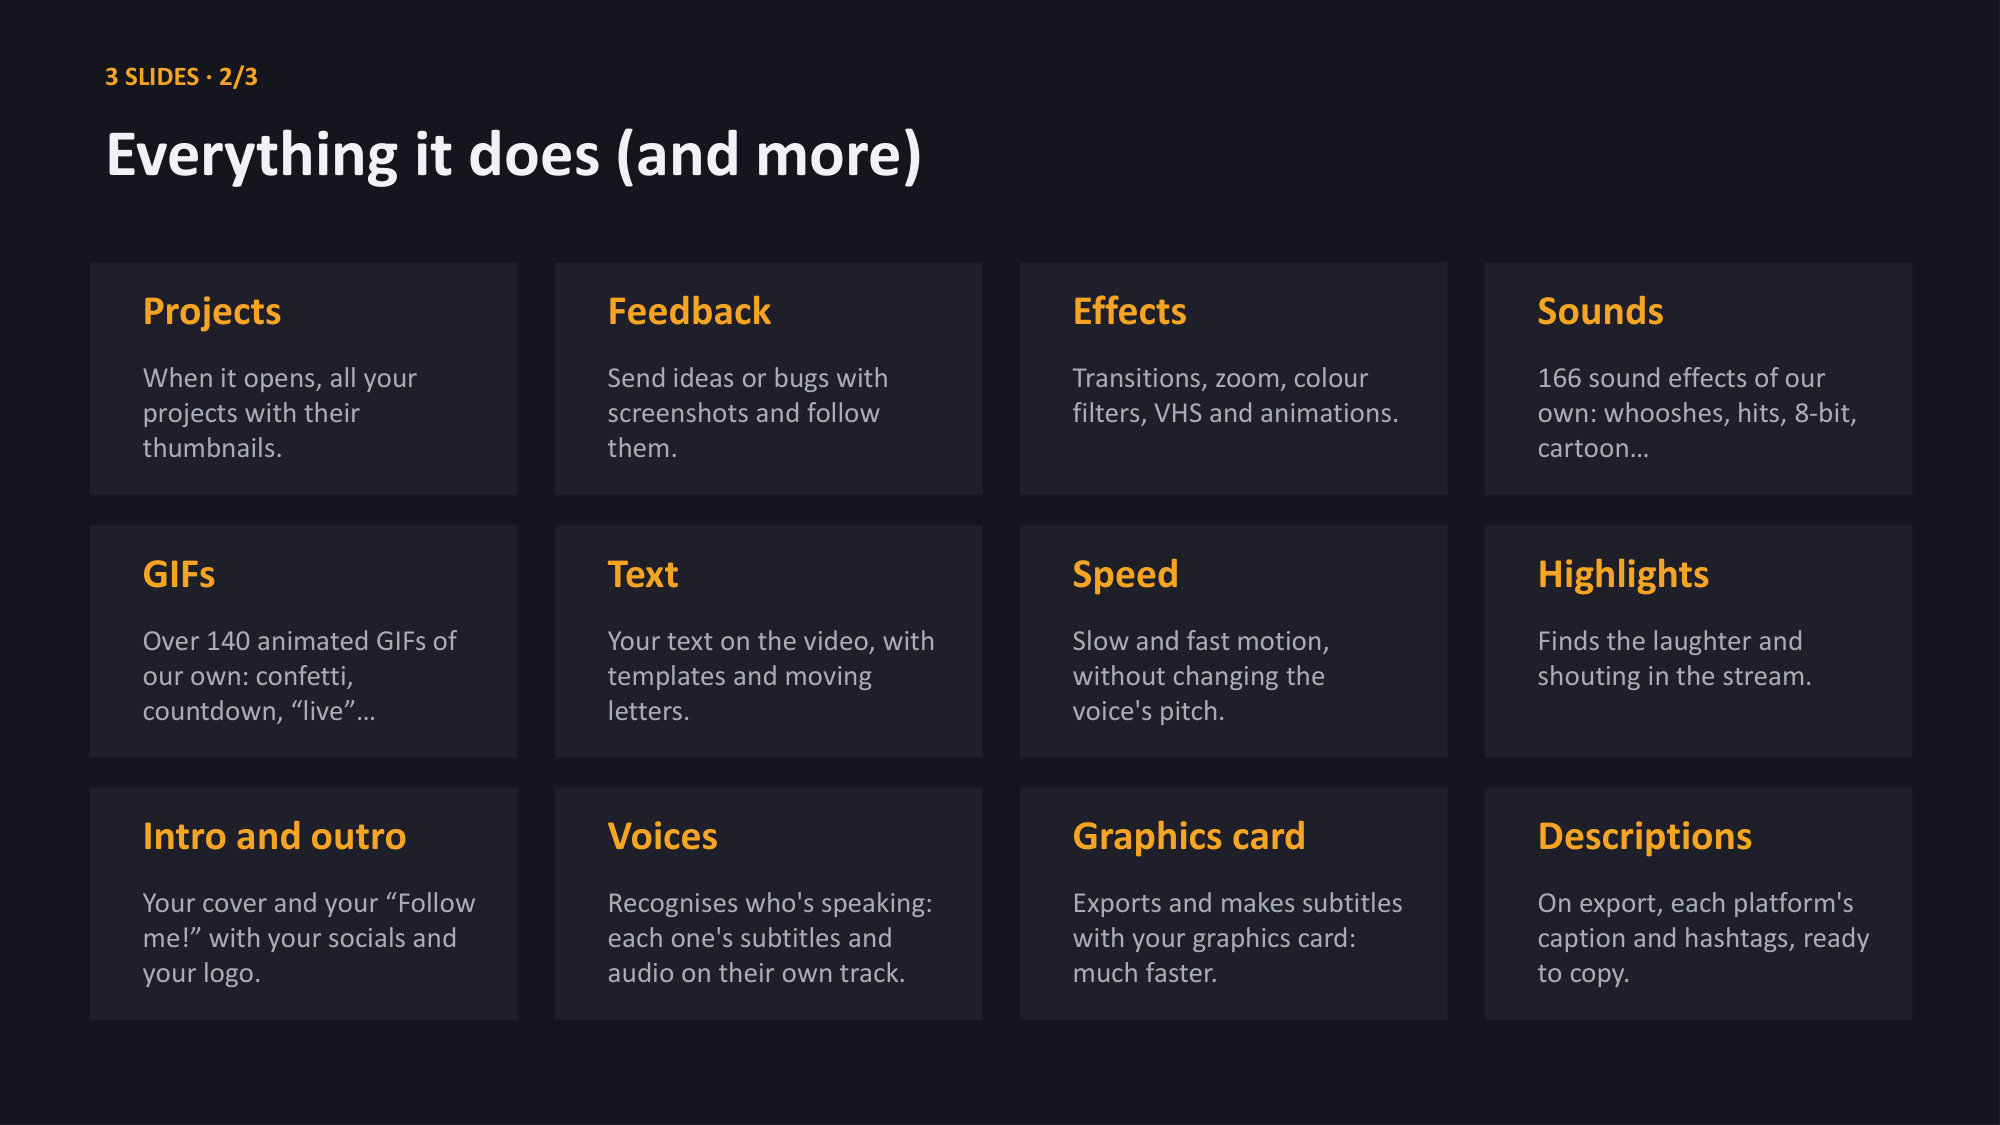 3 SLIDES · 2/3
Everything it does (and more)
Projects
When it opens, all your
projects with their
thumbnails.
Feedback
Send ideas or bugs with
screenshots and follow
them.
Effects
Transitions, zoom, colour
filters, VHS and animations.
Sounds
166 sound effects of our
own: whooshes, hits, 8-bit,
cartoon…
GIFs
Over 140 animated GIFs of
our own: confetti,
countdown, “live”…
Text
Your text on the video, with
templates and moving
letters.
Speed
Slow and fast motion,
without changing the
voice's pitch.
Highlights
Finds the laughter and
shouting in the stream.
Intro and outro
Your cover and your “Follow
me!” with your socials and
your logo.
Voices
Recognises who's speaking:
each one's subtitles and
audio on their own track.
Graphics card
Exports and makes subtitles
with your graphics card:
much faster.
Descriptions
On export, each platform's
caption and hashtags, ready
to copy.